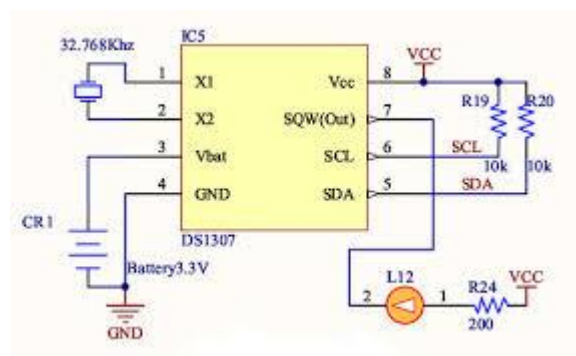 IC5
32.768Khz
VCC
1 X1 Vcc 8
R19 R20
2 X2 SQW(Out) 7
3 Vbat SCL 6 SCL
10k 10k
4 GND SDA 5 SDA
CR1
DS1307
Battery3.3V
L12
VCC
R24
2 1
200
GND